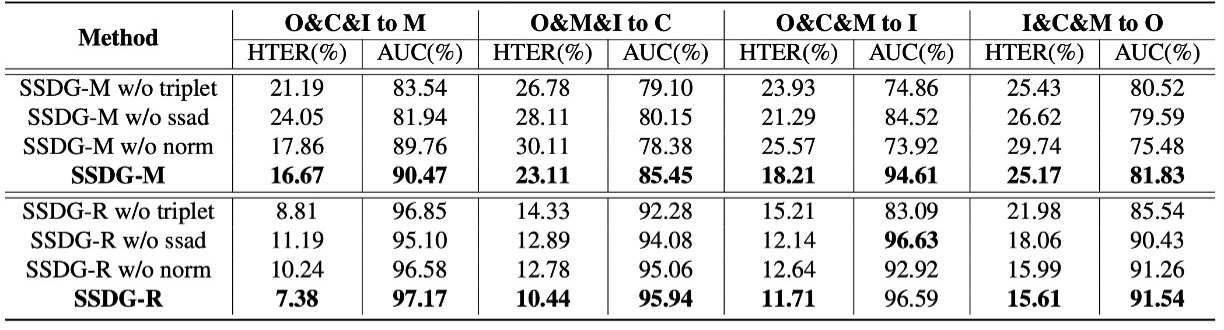 Method O&C&I to M O&M&I to C O&C&M to I I&C&M to O
HTER(%) AUC(%) HTER(%) AUC(%) HTER(%) AUC(%) HTER(%) AUC(%)
SSDG-M w/o triplet 21.19 83.54 26.78 79.10 23.93 74.86 25.43 80.52
SSDG-M w/o ssad 24.05 81.94 28.11 80.15 21.29 84.52 26.62 79.59
SSDG-M w/o norm 17.86 89.76 30.11 78.38 25.57 73.92 29.74 75.48
SSDG-M 16.67 90.47 23.11 85.45 18.21 94.61 25.17 81.83
SSDG-R w/o triplet 8.81 96.85 14.33 92.28 15.21 83.09 21.98 85.54
SSDG-R w/o ssad 11.19 95.10 12.89 94.08 12.14 96.63 18.06 90.43
SSDG-R w/o norm 10.24 96.58 12.78 95.06 12.64 92.92 15.99 91.26
SSDG-R 7.38 97.17 10.44 95.94 11.71 96.59 15.61 91.54